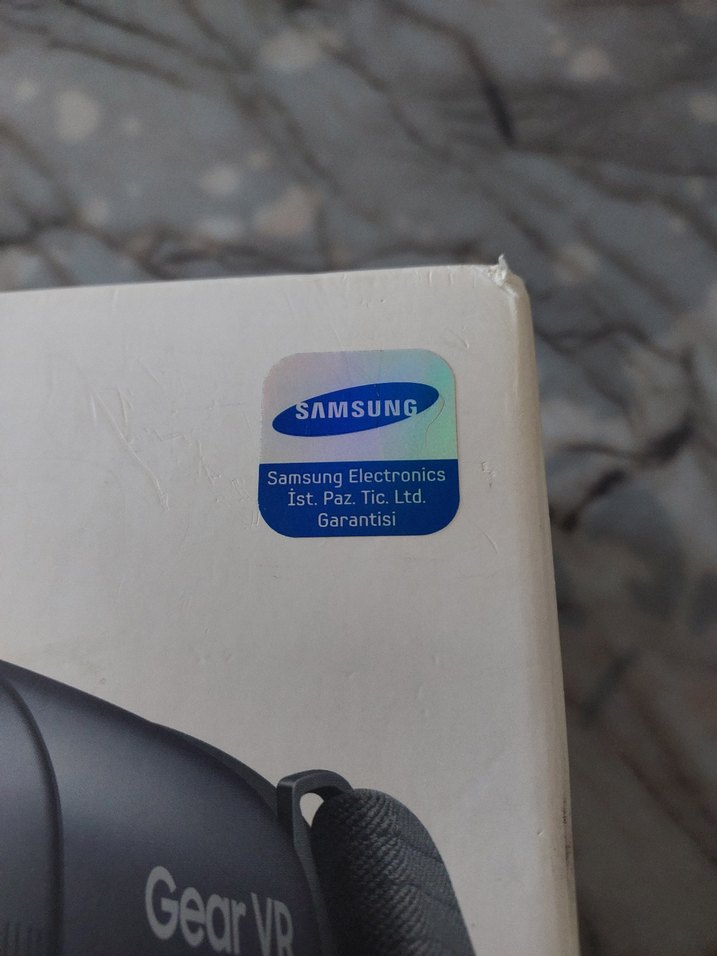 SAMSUNG
Samsung Electronics
İst. Paz. Tic. Ltd.
Garantisi
Gear VR